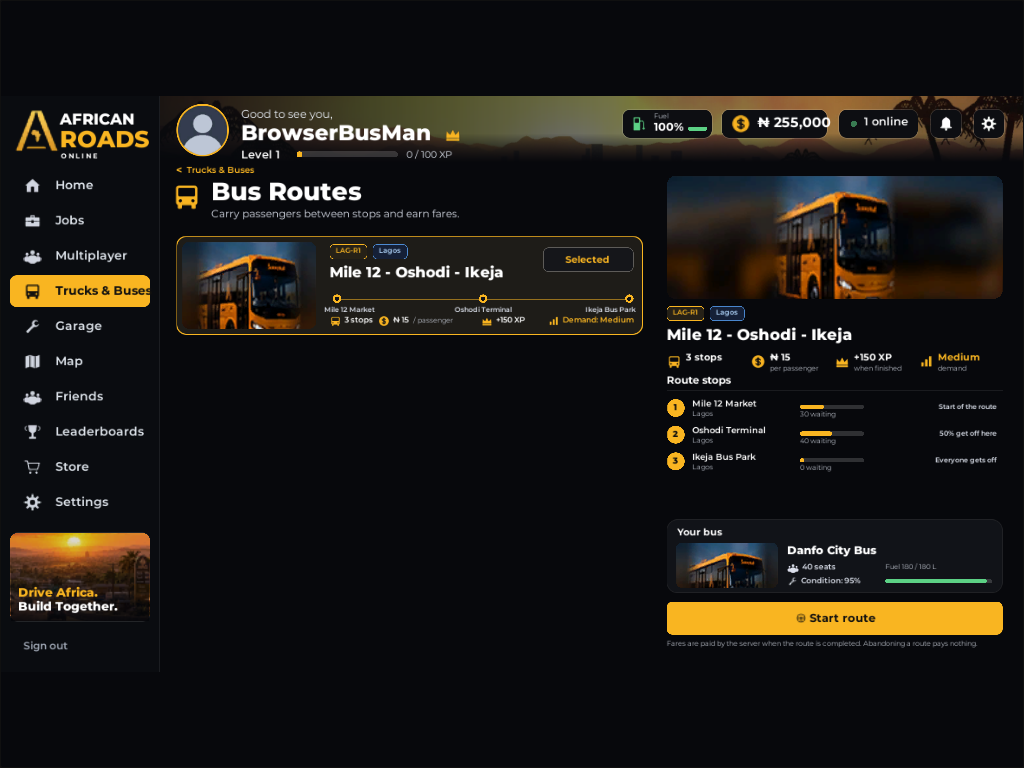 AFRICAN
ROADS
ONLINE
Home
Jobs
Multiplayer
Trucks & Buses
Garage
Map
Friends
Leaderboards
Store
Settings
Drive Africa.
Build Together.
Sign out
Good to see you,
BrowserBusMan
Level 1
0 / 100 XP
Fuel
100%
₦ 255,000
1 online
< Trucks & Buses
Bus Routes
Carry passengers between stops and earn fares.
LAG-R1
Lagos
Selected
Mile 12 - Oshodi - Ikeja
Mile 12 Market
Oshodi Terminal
Ikeja Bus Park
3 stops
₦ 15 / passenger
+150 XP
Demand: Medium
LAG-R1
Lagos
Mile 12 - Oshodi - Ikeja
3 stops
₦ 15
per passenger
+150 XP
when finished
Medium
demand
Route stops
1
Mile 12 Market
Lagos
30 waiting
Start of the route
2
Oshodi Terminal
Lagos
40 waiting
50% get off here
3
Ikeja Bus Park
Lagos
0 waiting
Everyone gets off
Your bus
Danfo City Bus
40 seats
Fuel 180 / 180 L
Condition: 95%
Start route
Fares are paid by the server when the route is completed. Abandoning a route pays nothing.